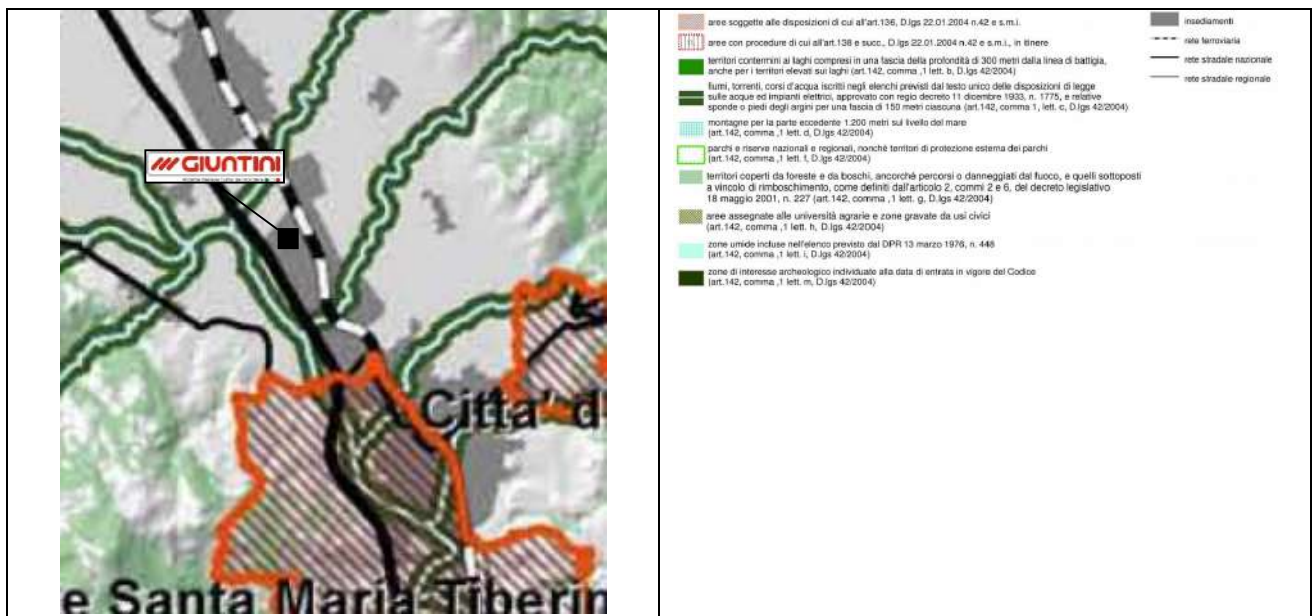 GIUNTINI
Citta' d
e Santa Maria Tiberin
aree soggette alle disposizioni di cui all'art.136, D.lgs 22.01.2004 n.42 e s.m.i.
aree con procedure di cui all'art.138 e succ., D.lgs 22.01.2004 n.42 e s.m.i., in itinere
territori contermini ai laghi compresi in una fascia della profondità di 300 metri dalla linea di battigia,
anche per i territori elevati sui laghi (art.142, comma ,1 lett. b, D.lgs 42/2004)
fiumi, torrenti, corsi d'acqua iscritti negli elenchi previsti dal testo unico delle disposizioni di legge
sulle acque ed impianti elettrici, approvato con regio decreto 11 dicembre 1933, n. 1775, e relative
sponde o piedi degli argini per una fascia di 150 metri ciascuna (art.142, comma 1, lett. c, D.lgs 42/2004)
montagne per la parte eccedente 1.200 metri sul livello del mare
(art.142, comma ,1 lett. d, D.lgs 42/2004)
parchi e riserve nazionali e regionali, nonchè territori di protezione esterna dei parchi
(art.142, comma ,1 lett. f, D.lgs 42/2004)
territori coperti da foreste e da boschi, ancorché percorsi o danneggiati dal fuoco, e quelli sottoposti
a vincolo di rimboschimento, come definiti dall'articolo 2, commi 2 e 6, del decreto legislativo
18 maggio 2001, n. 227 (art.142, comma ,1 lett. g, D.lgs 42/2004)
aree assegnate alle università agrarie e zone gravate da usi civici
(art.142, comma ,1 lett. h, D.lgs 42/2004)
zone umide incluse nell'elenco previsto dal DPR 13 marzo 1976, n. 448
(art.142, comma ,1 lett. i, D.lgs 42/2004)
zone di interesse archeologico individuate alla data di entrata in vigore del Codice
(art.142, comma ,1 lett. m, D.lgs 42/2004)
insediamenti
rete ferroviaria
rete stradale nazionale
rete stradale regionale